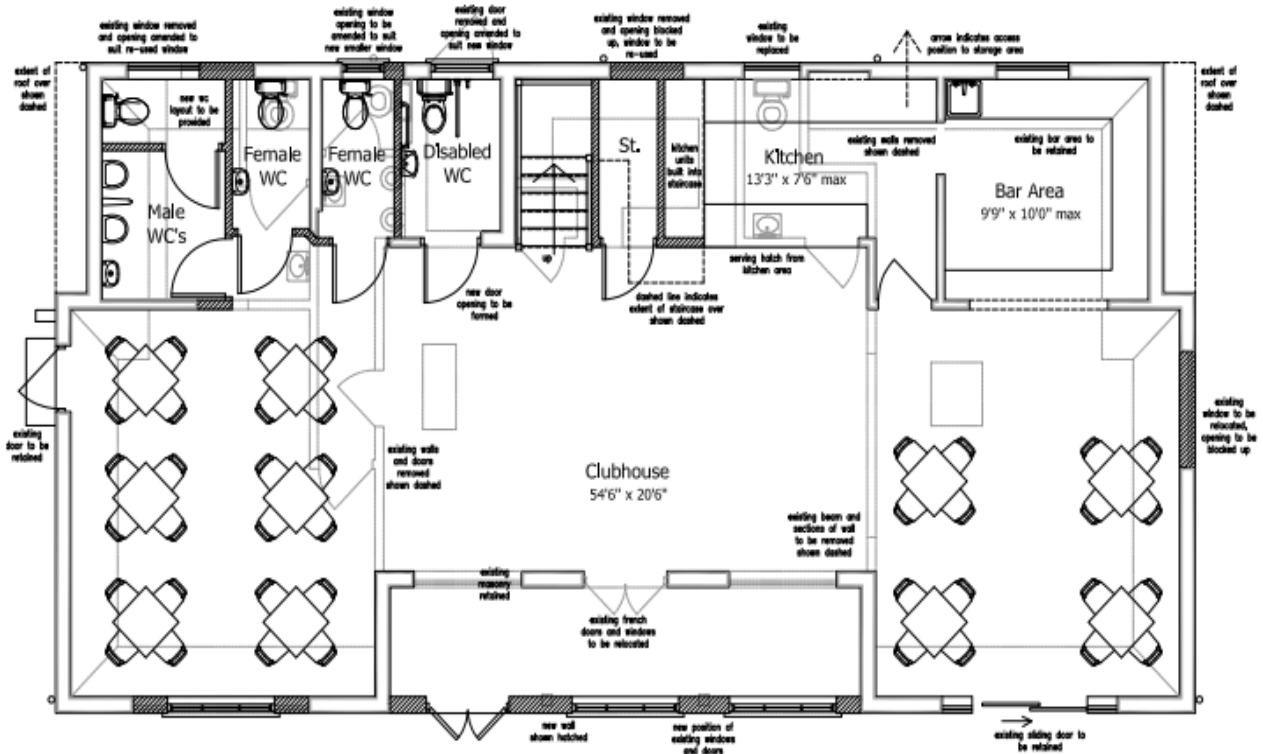 existing window removed
and opening amended to
suit re-used window
existing window
opening to be
amended to suit
new smaller window
existing door
removed and
opening amended
to suit new window
existing window removed
and opening blocked
up, window to be
re-used
existing
window to be
replaced
arrow indicates access
position to storage area
extent of
roof over
shown
dashed
extent of
roof over
shown
dashed
new wc
layout to be
provided
Female
WC
Female
WC
Disabled
WC
St.
kitchen
units
built into
staircase
Kitchen
13'3" x 7'6" max
existing walls removed
shown dashed
existing bar area to
be retained
Bar Area
9'9" x 10'0" max
Male
WC's
up
new door
opening to be
formed
serving hatch from
kitchen area
dashed line indicates
extent of staircase over
shown dashed
existing
door to be
retained
existing walls
and doors
removed
shown dashed
Clubhouse
54'6" x 20'6"
existing
window to be
relocated,
opening to be
blocked up
existing beam and
sections of wall
to be removed
shown dashed
existing
masonry
retained
existing french
doors and windows
to be relocated
new wall
shown hatched
new position of
existing windows
and doors
existing sliding door to
be retained